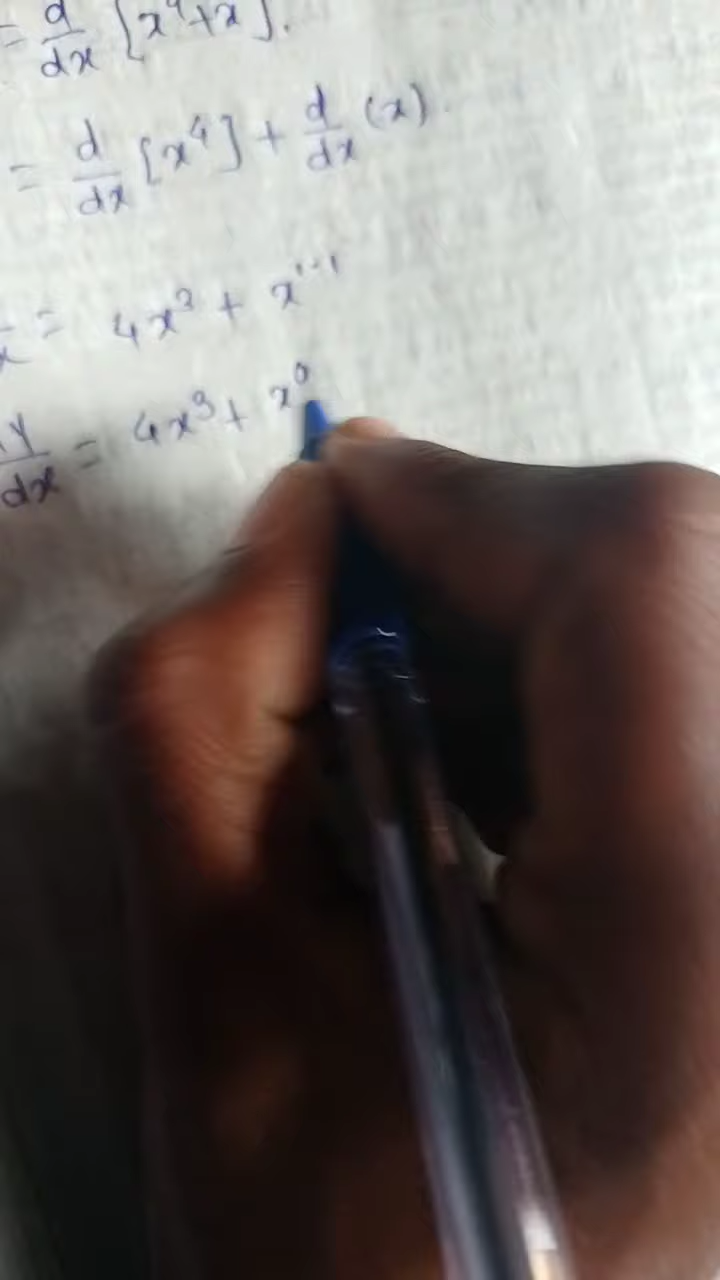 = d/dx [x⁴+x].
= d/dx [x⁴] + d/dx (x).
= 4x³ + x¹⁻¹
dy/dx = 4x³ + x⁰